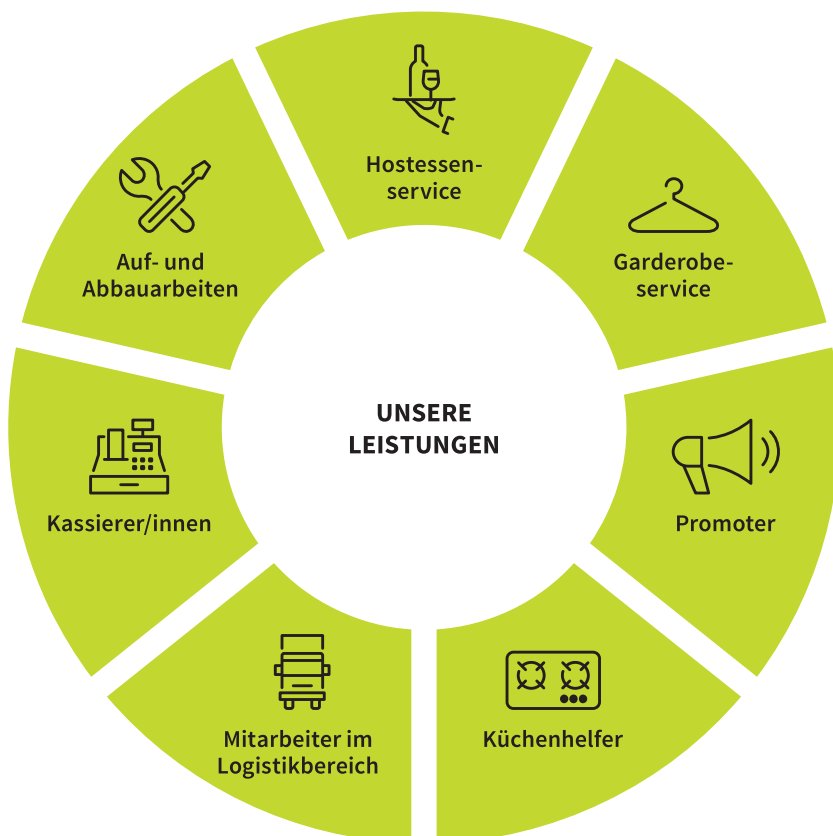 UNSERE
LEISTUNGEN
Hostessen-
service
Garderobe-
service
Promoter
Küchenhelfer
Mitarbeiter im
Logistikbereich
Kassierer/innen
Auf- und
Abbauarbeiten